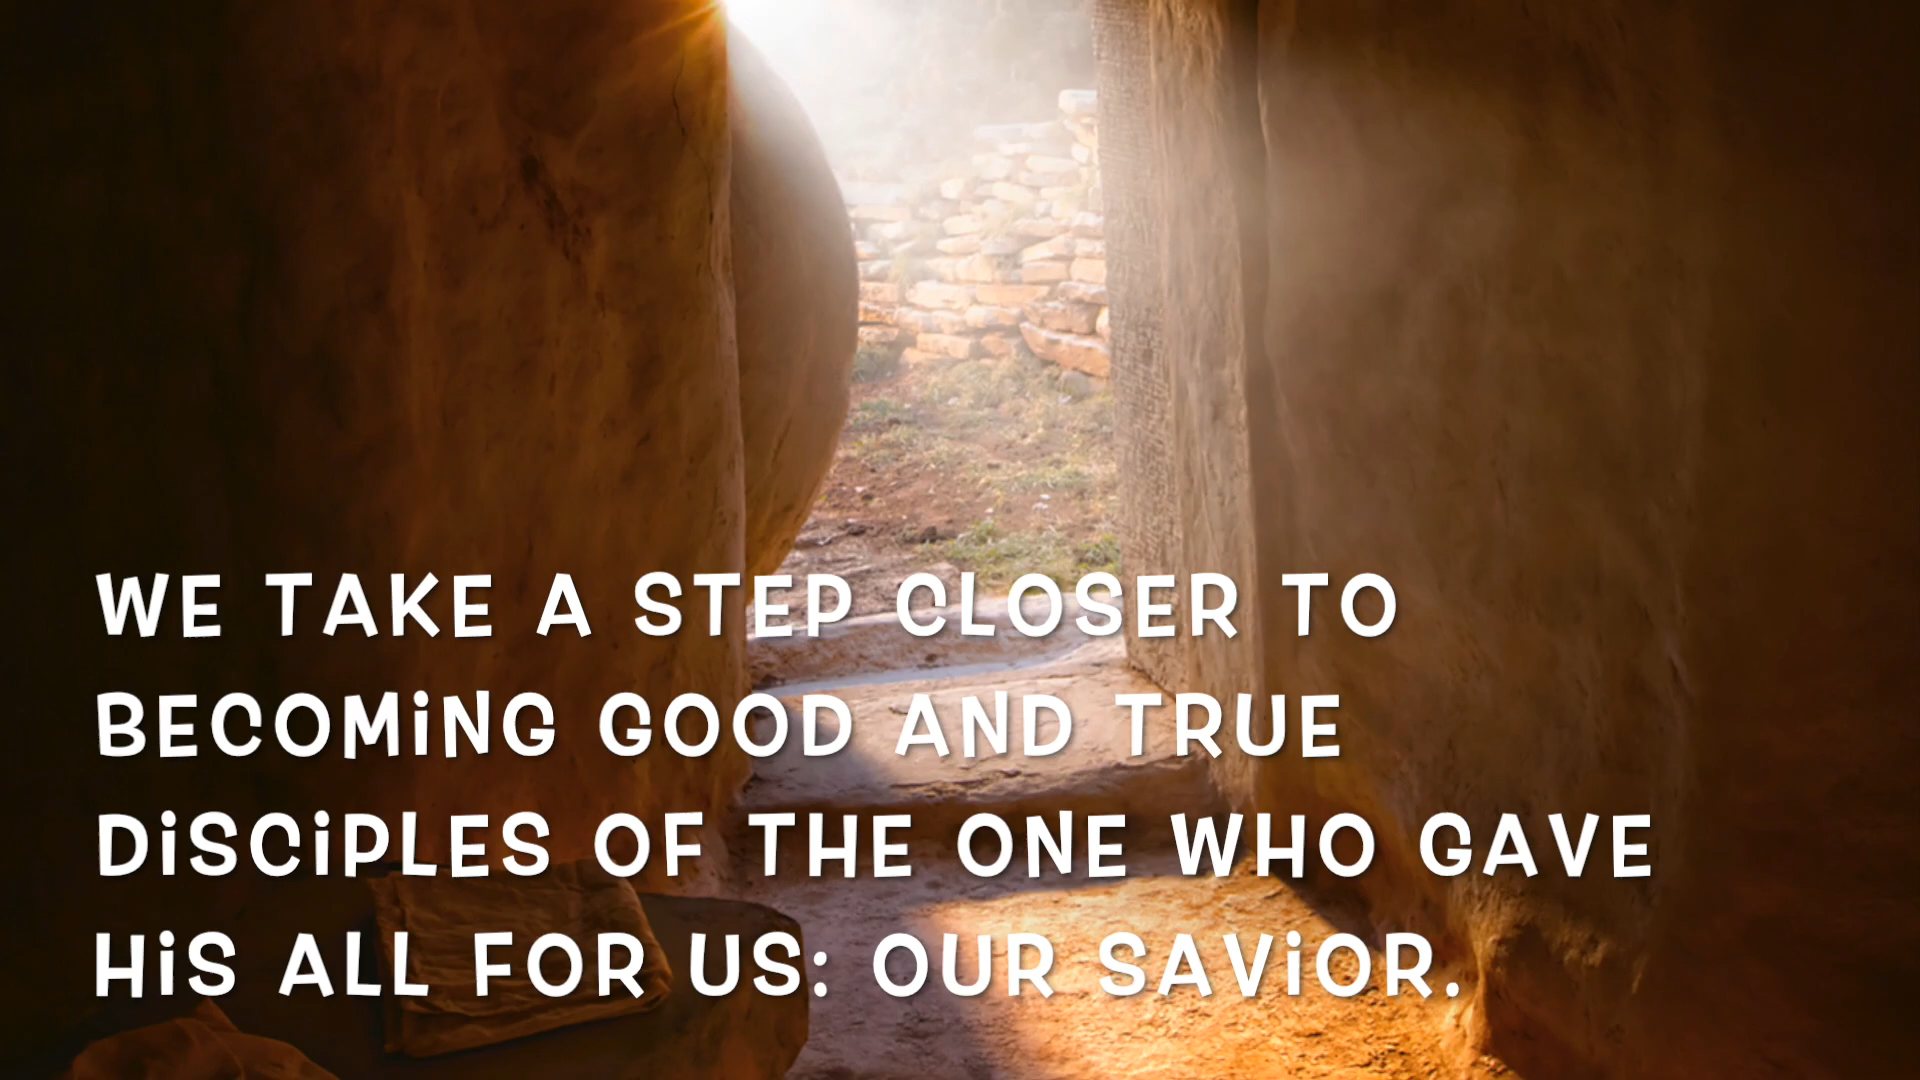 WE TAKE A STEP CLOSER TO
BECOMiNG GOOD AND TRUE
DiSCiPLES OF THE ONE WHO GAVE
HiS ALL FOR US: OUR SAViOR.